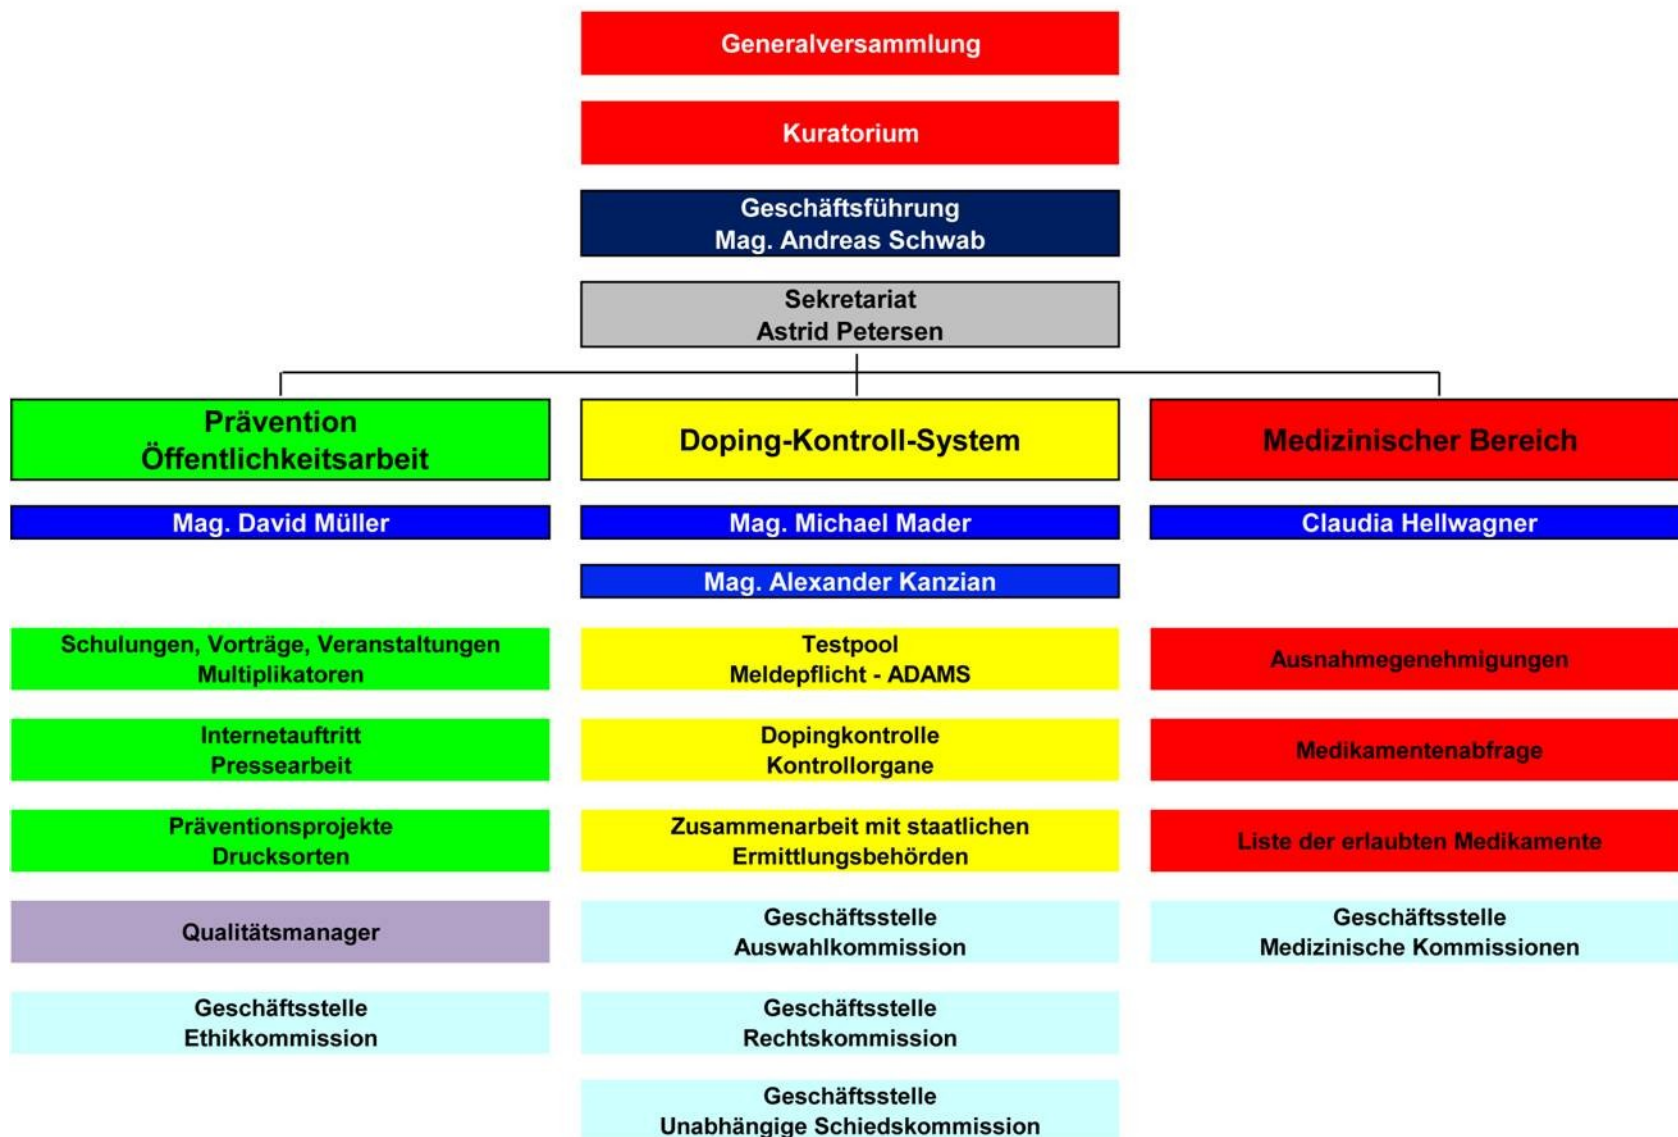 Generalversammlung
Kuratorium
Geschäftsführung
Mag. Andreas Schwab
Sekretariat
Astrid Petersen
Prävention
Öffentlichkeitsarbeit
Mag. David Müller
Schulungen, Vorträge, Veranstaltungen
Multiplikatoren
Internetauftritt
Pressearbeit
Präventionsprojekte
Drucksorten
Qualitätsmanager
Geschäftsstelle
Ethikkommission
Doping-Kontroll-System
Mag. Michael Mader
Mag. Alexander Kanzian
Testpool
Meldepflicht - ADAMS
Dopingkontrolle
Kontrollorgane
Zusammenarbeit mit staatlichen
Ermittlungsbehörden
Geschäftsstelle
Auswahlkommission
Geschäftsstelle
Rechtskommission
Geschäftsstelle
Unabhängige Schiedskommission
Medizinischer Bereich
Claudia Hellwagner
Ausnahmegenehmigungen
Medikamentenabfrage
Liste der erlaubten Medikamente
Geschäftsstelle
Medizinische Kommissionen